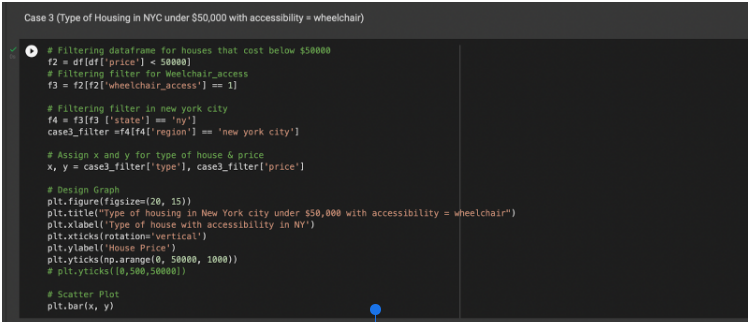 Case 3 (Type of Housing in NYC under $50,000 with accessibility = wheelchair)
# Filtering dataframe for houses that cost below $50000
f2 = df[df['price'] < 50000]
# Filtering filter for Weelchair_access
f3 = f2[f2['wheelchair_access'] == 1]
# Filtering filter in new york city
f4 = f3[f3 ['state'] == 'ny']
case3_filter =f4[f4['region'] == 'new york city']
# Assign x and y for type of house & price
x, y = case3_filter['type'], case3_filter['price']
# Design Graph
plt.figure(figsize=(20, 15))
plt.title("Type of housing in New York city under $50,000 with accessibility = wheelchair")
plt.xlabel('Type of house with accessibility in NY')
plt.xticks(rotation='vertical')
plt.ylabel('House Price')
plt.yticks(np.arange(0, 50000, 1000))
# plt.yticks([0,500,50000])
# Scatter Plot
plt.bar(x, y)